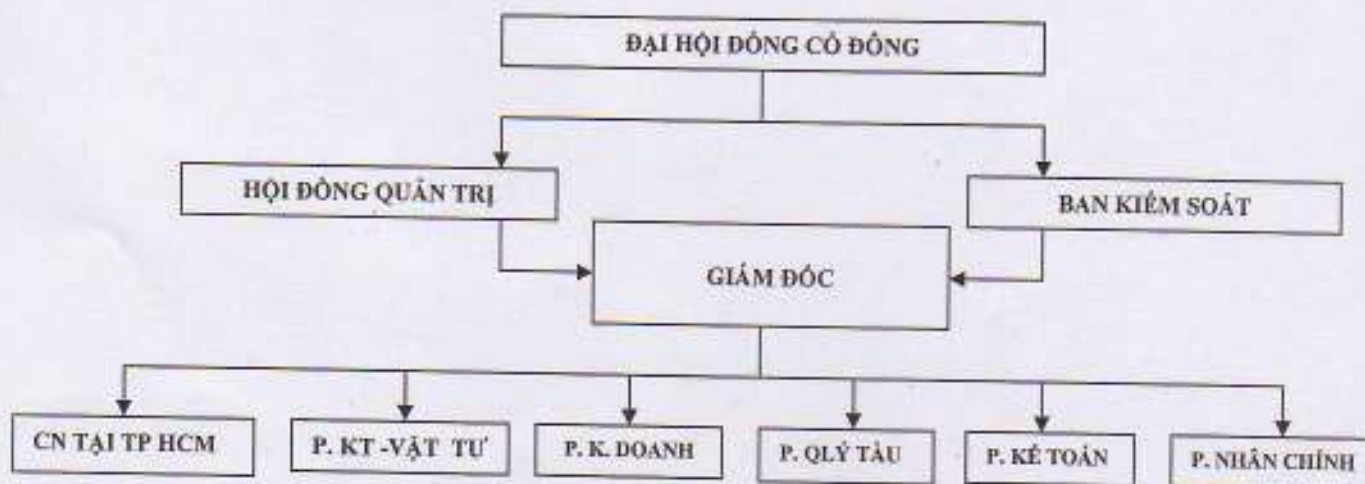 ĐẠI HỘI ĐỒNG CỔ ĐÔNG
HỘI ĐỒNG QUẢN TRỊ
BAN KIỂM SOÁT
GIÁM ĐỐC
CN TẠI TP HCM
P. KT -VẬT TƯ
P. K. DOANH
P. QLÝ TÀU
P. KẾ TOÁN
P. NHÂN CHÍNH